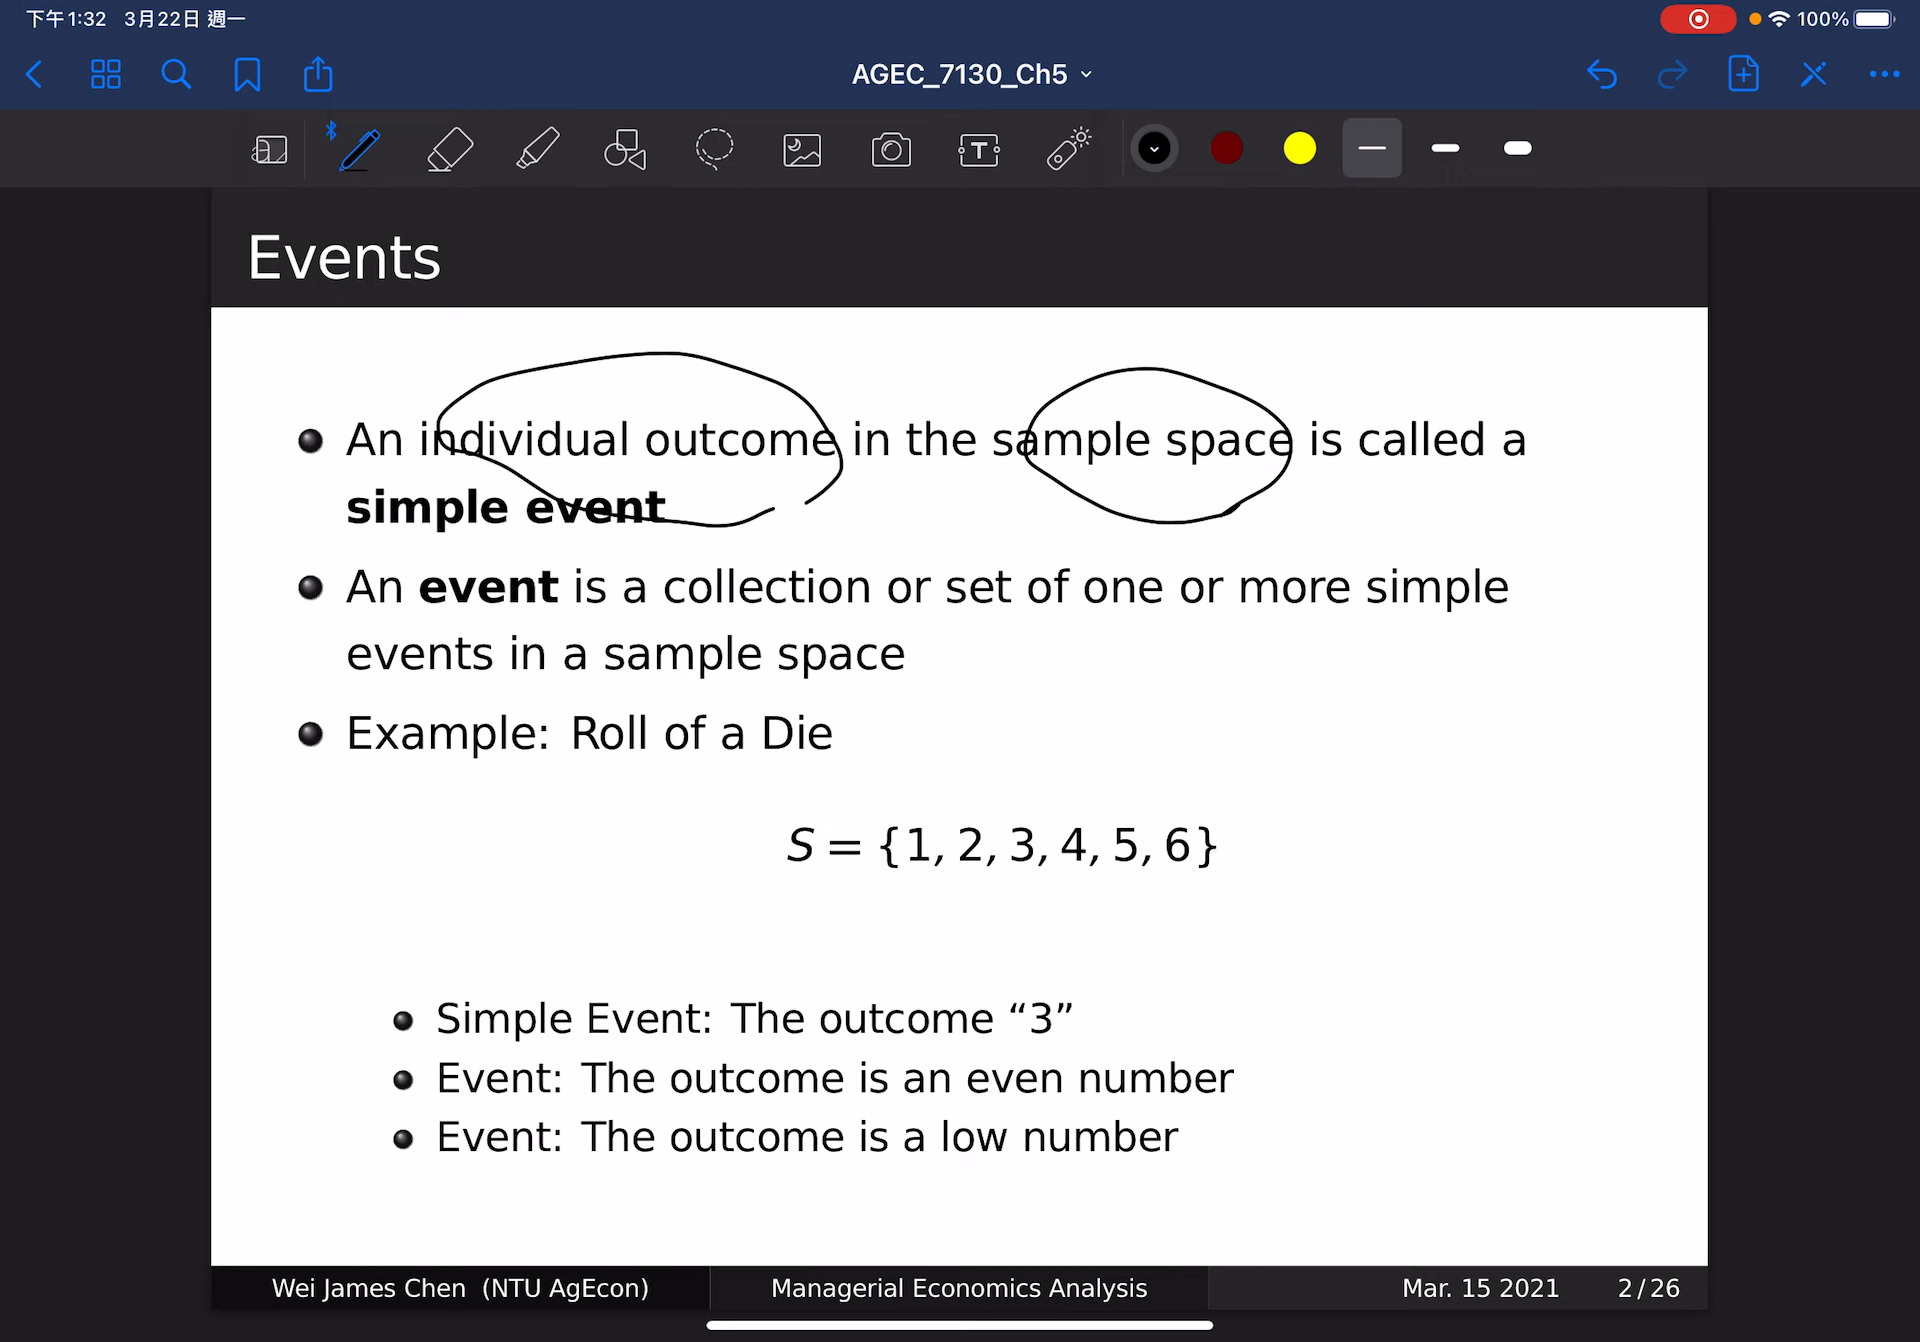 下午1:32 3月22日 週一
100%
AGEC_7130_Ch5
Events
An individual outcome in the sample space is called a
simple event
An event is a collection or set of one or more simple
events in a sample space
Example: Roll of a Die
S = {1, 2, 3, 4, 5, 6}
Simple Event: The outcome “3”
Event: The outcome is an even number
Event: The outcome is a low number
Wei James Chen (NTU AgEcon) Managerial Economics Analysis Mar. 15 2021 2 / 26